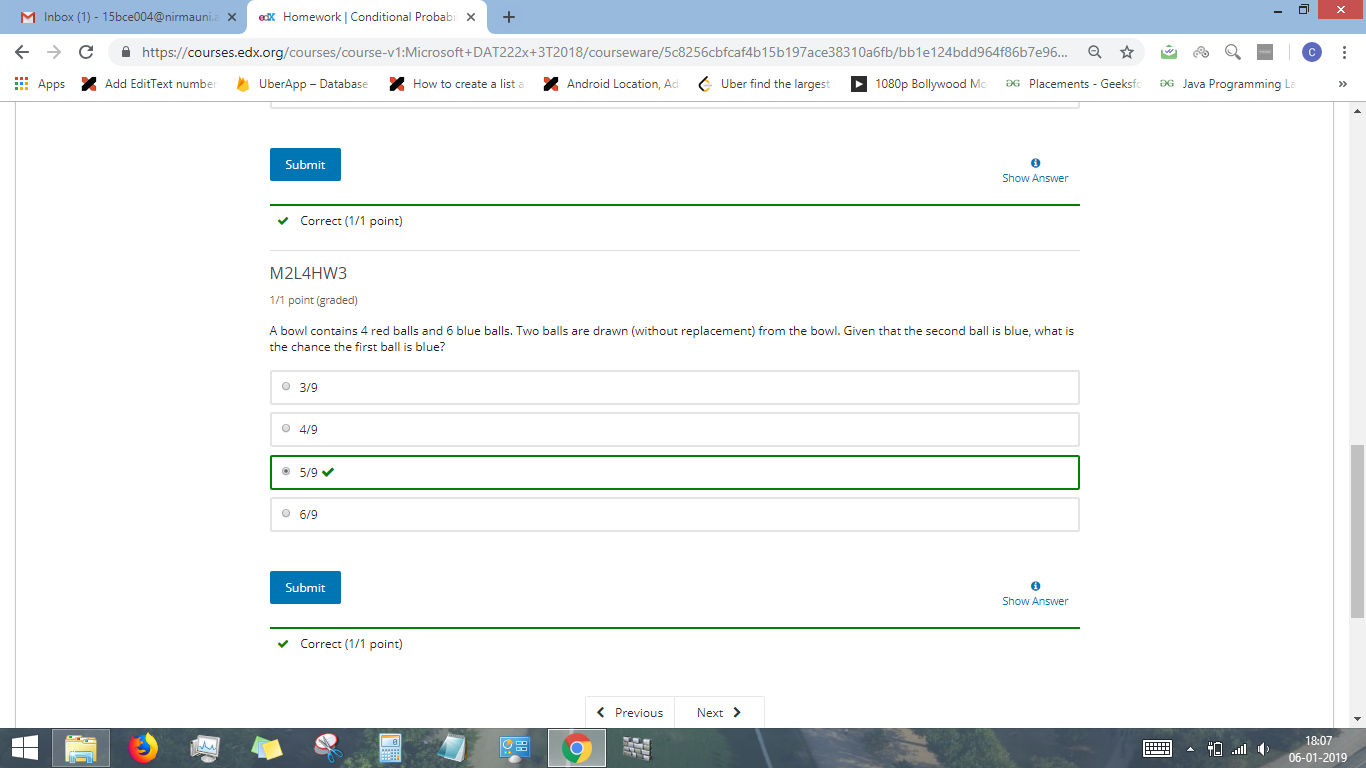 Inbox (1) - 15bce004@nirmauni.a
edX Homework | Conditional Probabi
https://courses.edx.org/courses/course-v1:Microsoft+DAT222x+3T2018/courseware/5c8256cbfcaf4b15b197ace38310a6fb/bb1e124bdd964f86b7e96...
C
Apps Add EditText number UberApp – Database How to create a list a Android Location, Ad Uber find the largest 1080p Bollywood Mo Placements - Geeksfo Java Programming La »
Submit
Show Answer
Correct (1/1 point)
M2L4HW3
1/1 point (graded)
A bowl contains 4 red balls and 6 blue balls. Two balls are drawn (without replacement) from the bowl. Given that the second ball is blue, what is
the chance the first ball is blue?
3/9
4/9
5/9
6/9
Submit
Show Answer
Correct (1/1 point)
Previous Next
18:07
06-01-2019